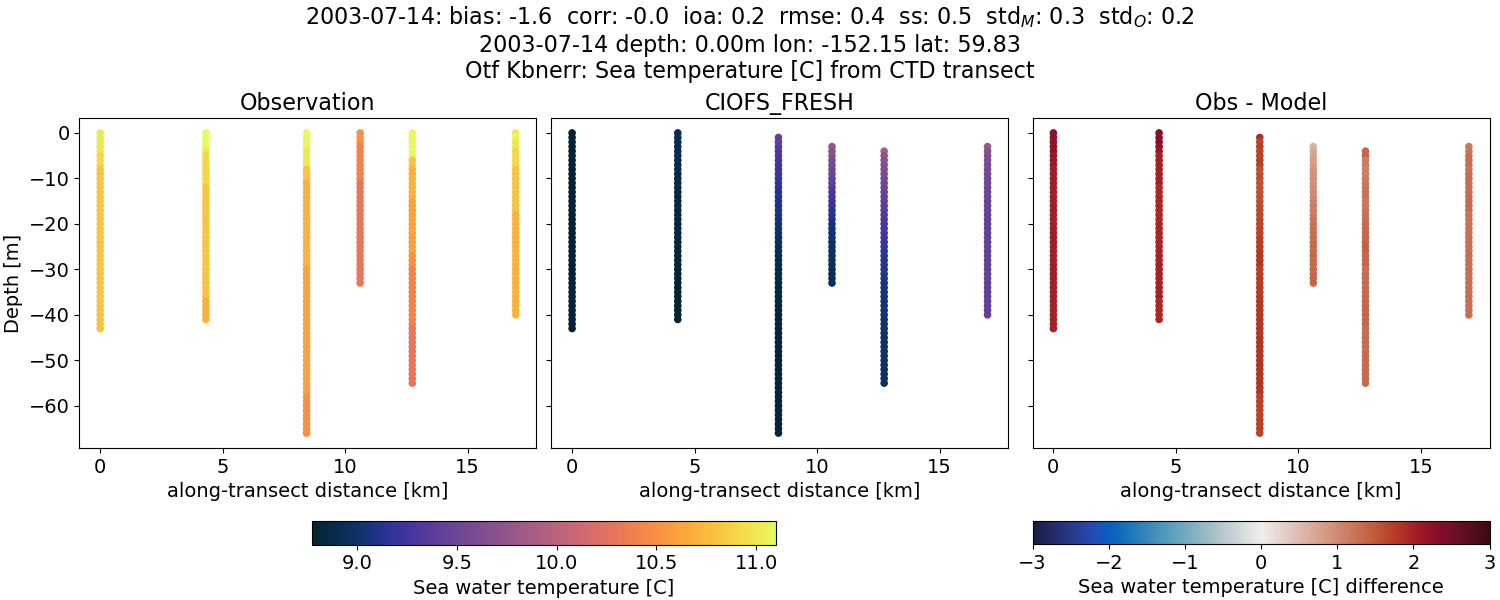 2003-07-14: bias: -1.6  corr: -0.0  ioa: 0.2  rmse: 0.4  ss: 0.5  std_M: 0.3  std_O: 0.2
2003-07-14 depth: 0.00m lon: -152.15 lat: 59.83
Otf Kbnerr: Sea temperature [C] from CTD transect
Observation
CIOFS_FRESH
Obs - Model
Depth [m]
0
−10
−20
−30
−40
−50
−60
0 5 10 15
0 5 10 15
0 5 10 15
along-transect distance [km]
along-transect distance [km]
along-transect distance [km]
9.0 9.5 10.0 10.5 11.0
Sea water temperature [C]
−3 −2 −1 0 1 2 3
Sea water temperature [C] difference